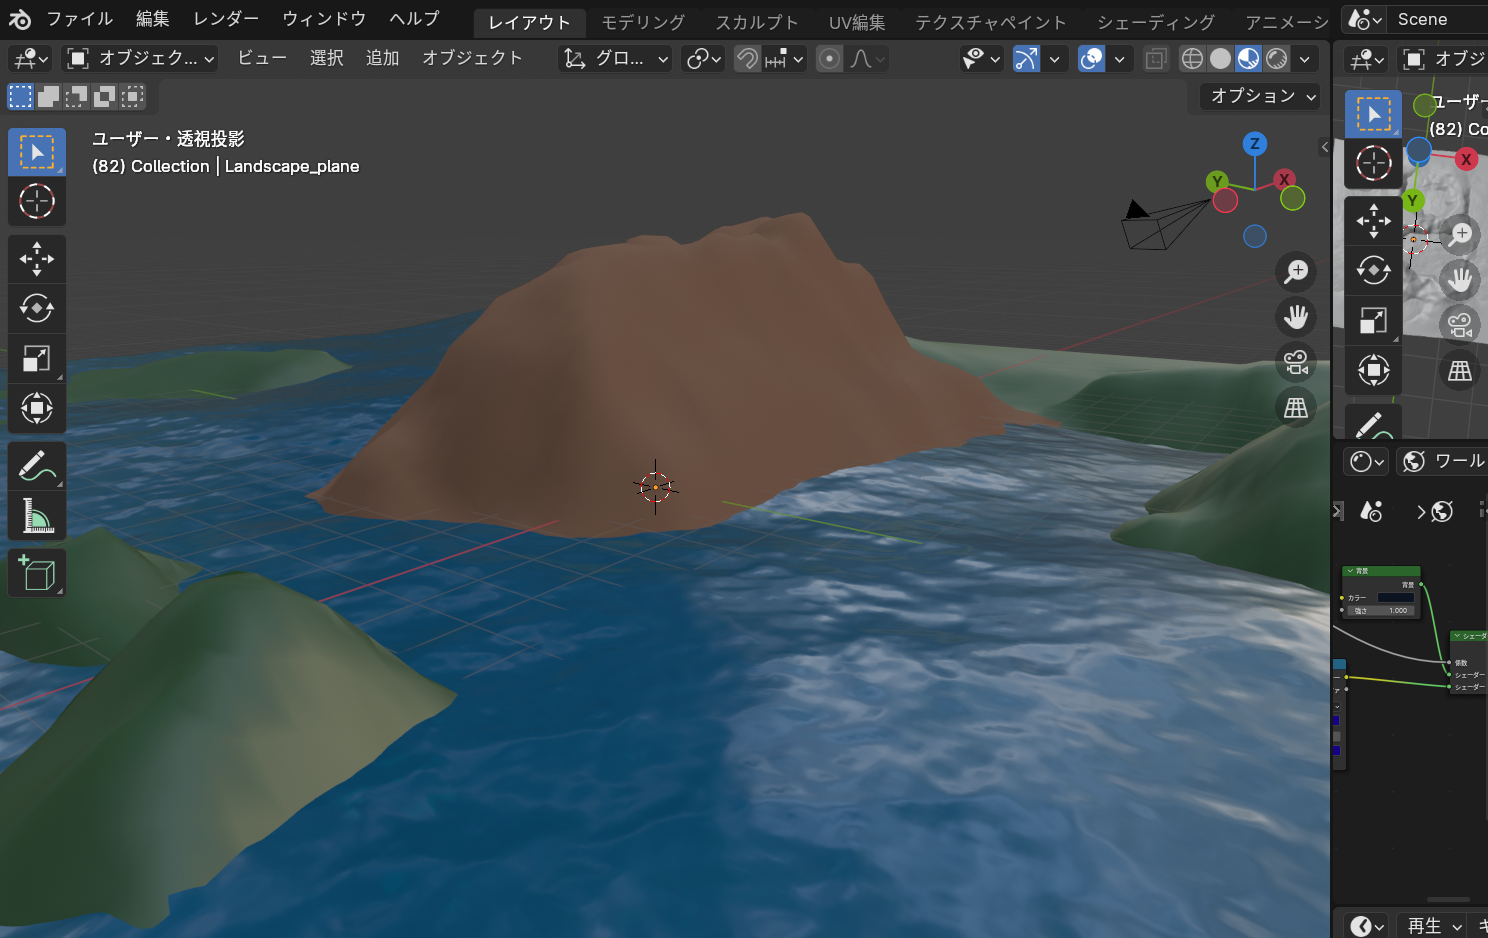 ファイル 編集 レンダー ウィンドウ ヘルプ レイアウト モデリング スカルプト UV編集 テクスチャペイント シェーディング アニメーシ Scene
オブジェク... ビュー 選択 追加 オブジェクト グロ... オブジ
オプション
ユーザー・透視投影
(82) Collection | Landscape_plane
Z
Y
X
ユーザー
(82) Co
X
Y
ワール
背景
背景
カラー
強さ 1.000
シェーダ
係数
シェーダー
シェーダー
再生 キ